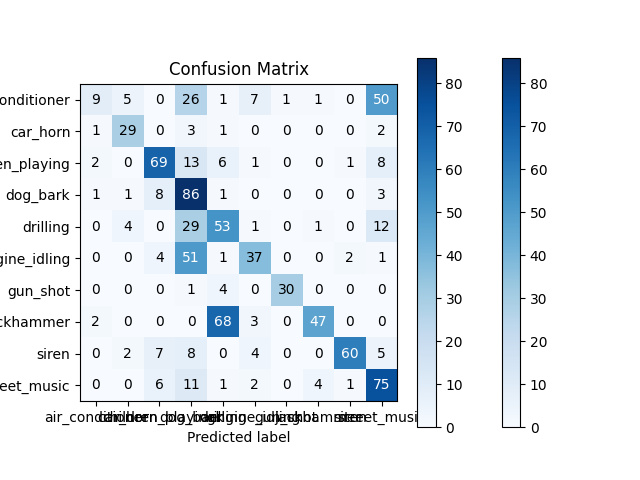 Confusion Matrix
onditioner 9 5 0 26 1 7 1 1 0 50
car_horn 1 29 0 3 1 0 0 0 0 2
en_playing 2 0 69 13 6 1 0 0 1 8
dog_bark 1 1 8 86 1 0 0 0 0 3
drilling 0 4 0 29 53 1 0 1 0 12
gine_idling 0 0 4 51 1 37 0 0 2 1
gun_shot 0 0 0 1 4 0 30 0 0 0
ckhammer 2 0 0 0 68 3 0 47 0 0
siren 0 2 7 8 0 4 0 0 60 5
eet_music 0 0 6 11 1 2 0 4 1 75
Predicted label
80
70
60
50
40
30
20
10
0
80
70
60
50
40
30
20
10
0